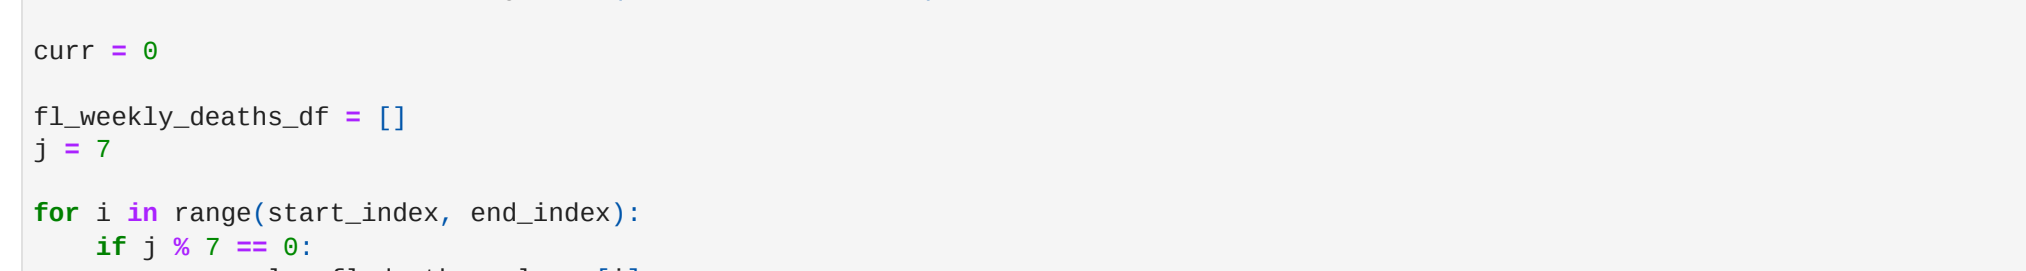 curr = 0
fl_weekly_deaths_df = []
j = 7
for i in range(start_index, end_index):
    if j % 7 == 0: